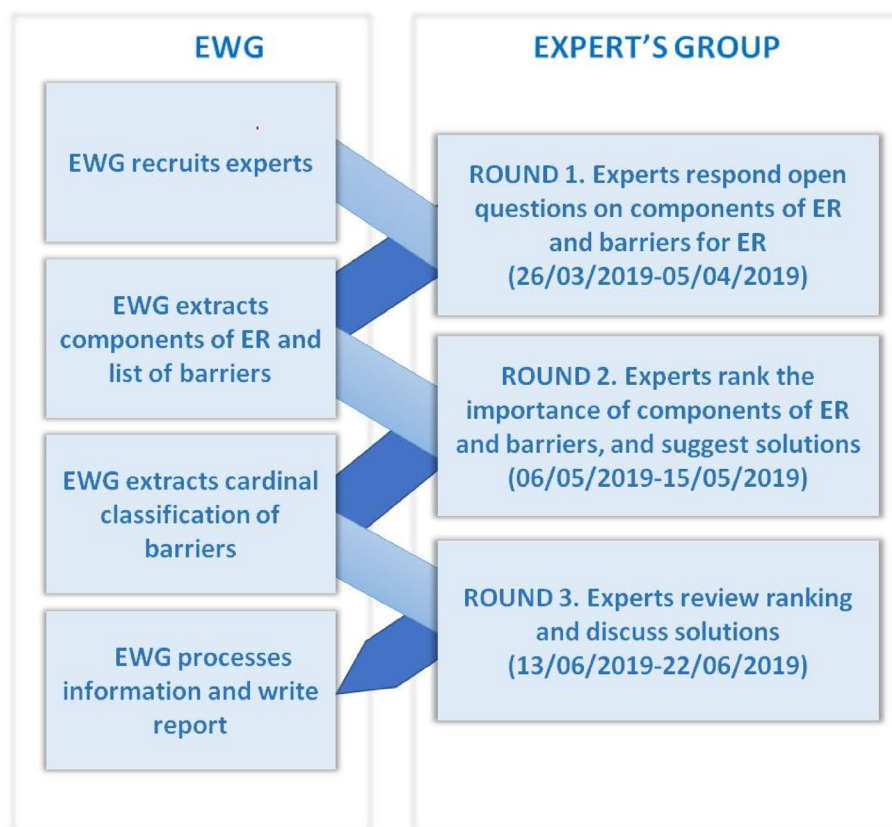 EWG
EWG recruits experts
EWG extracts
components of ER and
list of barriers
EWG extracts cardinal
classification of
barriers
EWG processes
information and write
report
EXPERT'S GROUP
ROUND 1. Experts respond open
questions on components of ER
and barriers for ER
(26/03/2019-05/04/2019)
ROUND 2. Experts rank the
importance of components of ER
and barriers, and suggest solutions
(06/05/2019-15/05/2019)
ROUND 3. Experts review ranking
and discuss solutions
(13/06/2019-22/06/2019)